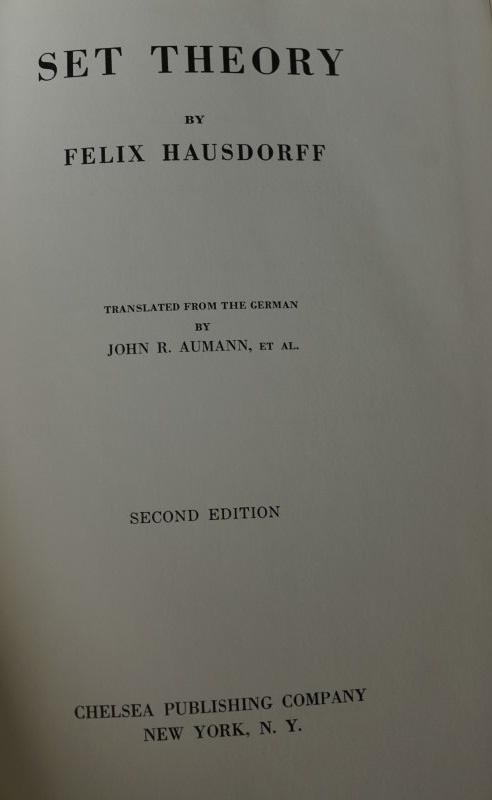 SET THEORY
BY
FELIX HAUSDORFF
TRANSLATED FROM THE GERMAN
BY
JOHN R. AUMANN, ET AL.
SECOND EDITION
CHELSEA PUBLISHING COMPANY
NEW YORK, N. Y.